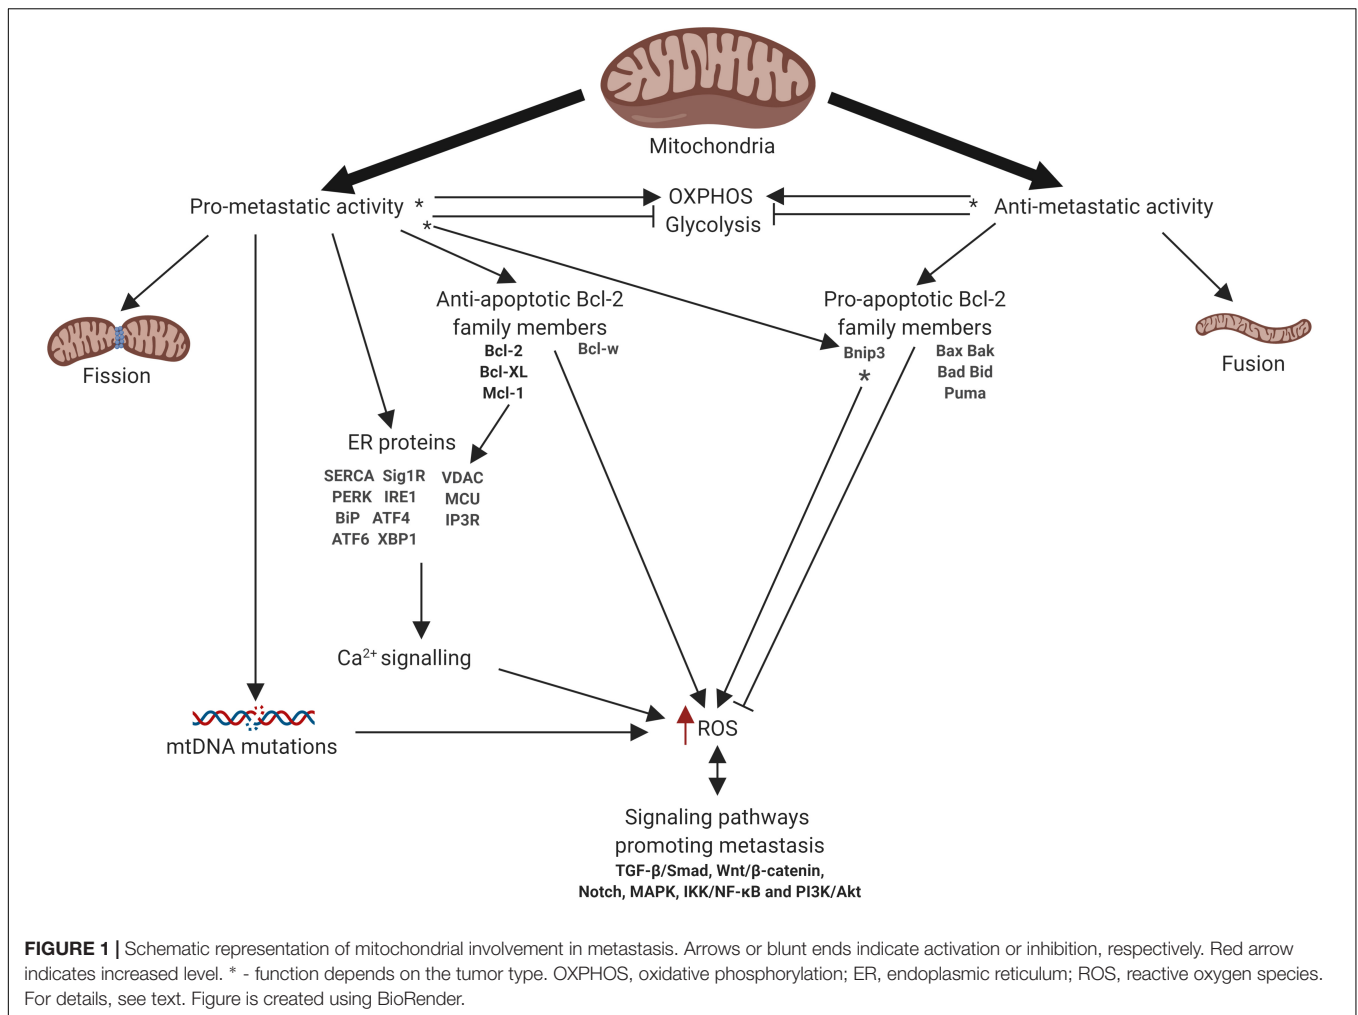 Mitochondria
Pro-metastatic activity *
OXPHOS
* Anti-metastatic activity
*
Glycolysis
Fission
Anti-apoptotic Bcl-2
family members
Bcl-2 Bcl-w
Bcl-XL
Mcl-1
Pro-apoptotic Bcl-2
family members
Bnip3 Bax Bak
* Bad Bid
Puma
Fusion
ER proteins
SERCA Sig1R VDAC
PERK IRE1 MCU
BiP ATF4 IP3R
ATF6 XBP1
Ca²⁺ signalling
mtDNA mutations
ROS
Signaling pathways
promoting metastasis
TGF-β/Smad, Wnt/β-catenin,
Notch, MAPK, IKK/NF-κB and PI3K/Akt
FIGURE 1 | Schematic representation of mitochondrial involvement in metastasis. Arrows or blunt ends indicate activation or inhibition, respectively. Red arrow
indicates increased level. * - function depends on the tumor type. OXPHOS, oxidative phosphorylation; ER, endoplasmic reticulum; ROS, reactive oxygen species.
For details, see text. Figure is created using BioRender.